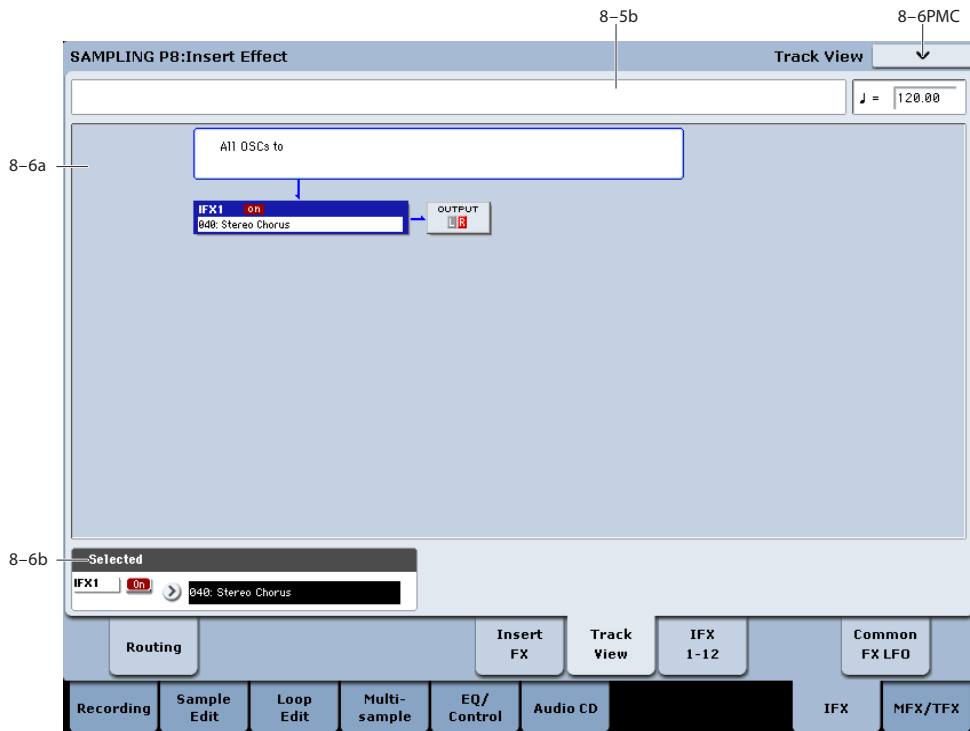 8–5b
8–6PMC
SAMPLING P8:Insert Effect
Track View
♩ = 120.00
8–6a
All OSCs to
IFX1 on
040: Stereo Chorus
OUTPUT
L R
8–6b
Selected
IFX1 On
040: Stereo Chorus
Routing
Insert FX
Track View
IFX 1-12
Common FX LFO
Recording
Sample Edit
Loop Edit
Multi-sample
EQ/ Control
Audio CD
IFX
MFX/TFX